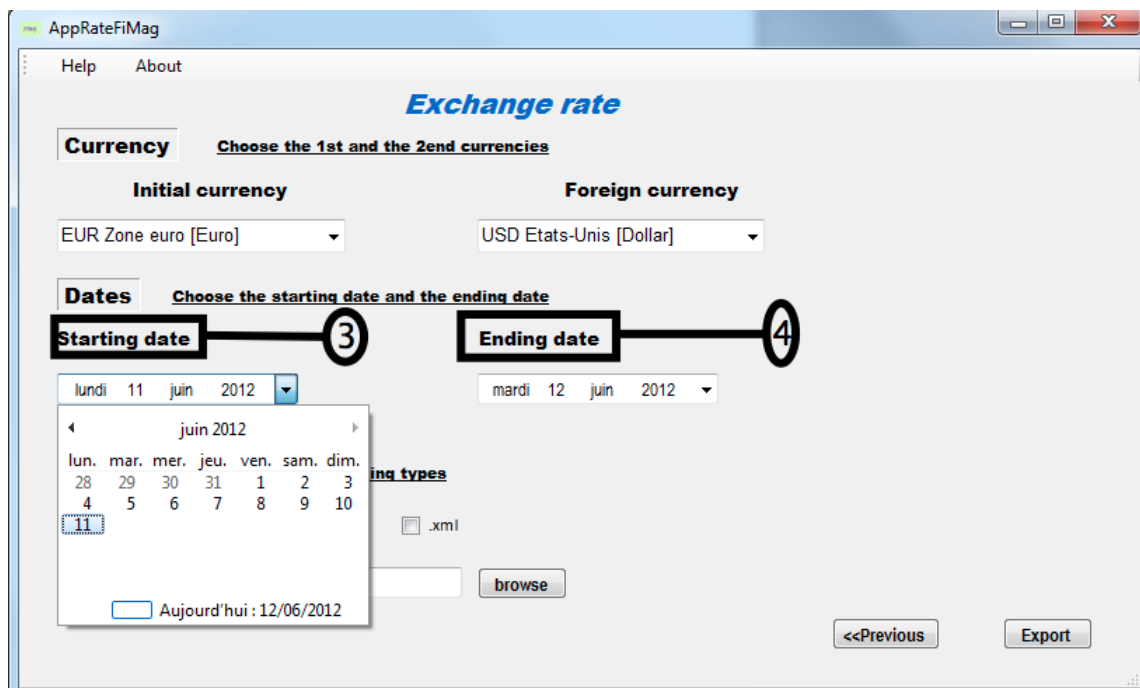 AppRateFiMag
Help About
Exchange rate
Currency Choose the 1st and the 2end currencies
Initial currency Foreign currency
EUR Zone euro [Euro] USD Etats-Unis [Dollar]
Dates Choose the starting date and the ending date
Starting date 3 Ending date 4
lundi 11 juin 2012 mardi 12 juin 2012
juin 2012
lun. mar. mer. jeu. ven. sam. dim.
28 29 30 31 1 2 3
4 5 6 7 8 9 10
11
ing types
.xml
browse
Aujourd'hui : 12/06/2012
<<Previous Export